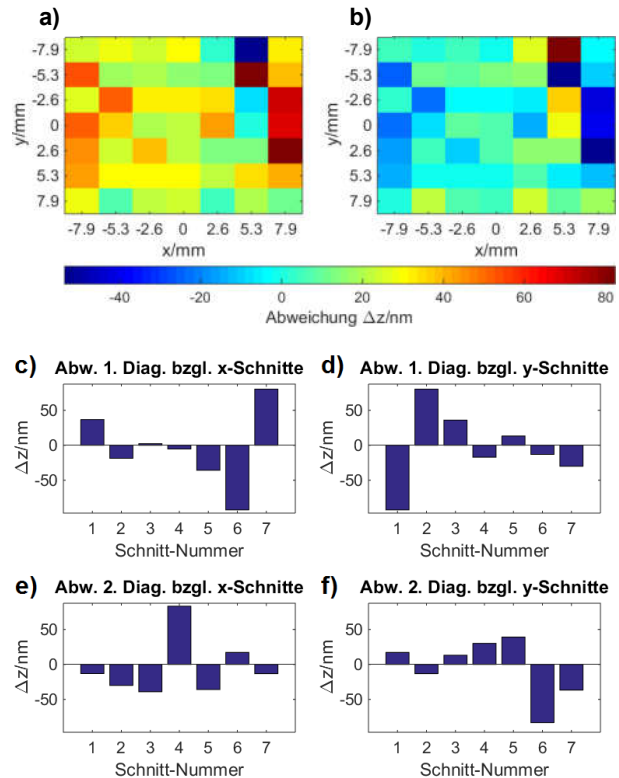 a)
b)
-7.9
-5.3
-2.6
0
2.6
5.3
7.9
y/mm
-7.9 -5.3 -2.6 0 2.6 5.3 7.9
x/mm
-7.9
-5.3
-2.6
0
2.6
5.3
7.9
y/mm
-7.9 -5.3 -2.6 0 2.6 5.3 7.9
x/mm
-40 -20 0 20 40 60 80
Abweichung Δz/nm
c) Abw. 1. Diag. bzgl. x-Schnitte
50
0
-50
Δz/nm
1 2 3 4 5 6 7
Schnitt-Nummer
d) Abw. 1. Diag. bzgl. y-Schnitte
50
0
-50
Δz/nm
1 2 3 4 5 6 7
Schnitt-Nummer
e) Abw. 2. Diag. bzgl. x-Schnitte
50
0
-50
Δz/nm
1 2 3 4 5 6 7
Schnitt-Nummer
f) Abw. 2. Diag. bzgl. y-Schnitte
50
0
-50
Δz/nm
1 2 3 4 5 6 7
Schnitt-Nummer